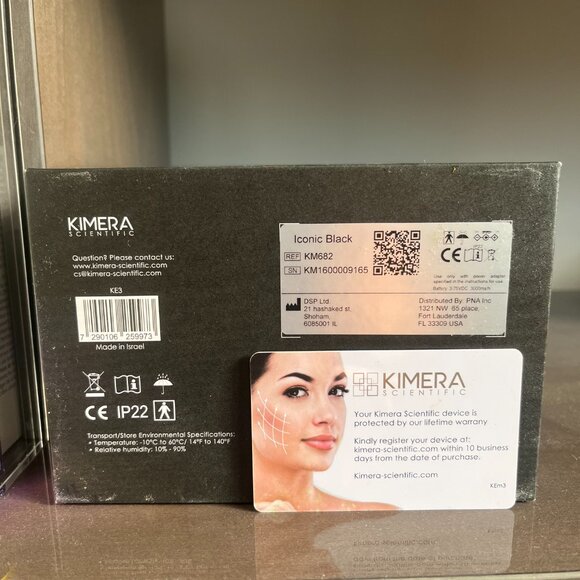 KIMERA
SCIENTIFIC
Question? Please contact us:
www.kimera-scientific.com
cs@kimera-scientific.com
KE3
7 290106 259973
Made in Israel
CE IP22
Transport/Store Environmental Specifications:
• Temperature: -10°C to 60°C/ 14°F to 140°F
• Relative humidity: 10% - 90%
Iconic Black
REF KM682
SN KM1600009165
CE
Use only with power adapter
specified in the instructions for use
DSP Ltd.
21 hashaked st.
Shoham,
6085001 IL
Distributed By: PNA Inc
1321 NW 65 place,
Fort Lauderdale
FL 33309 USA
KIMERA
SCIENTIFIC
Your Kimera Scientific device is
protected by our lifetime warrany
Kindly register your device at:
kimera-scientific.com within 10 business
days from the date of purchase.
Kimera-scientific.com
KEm3